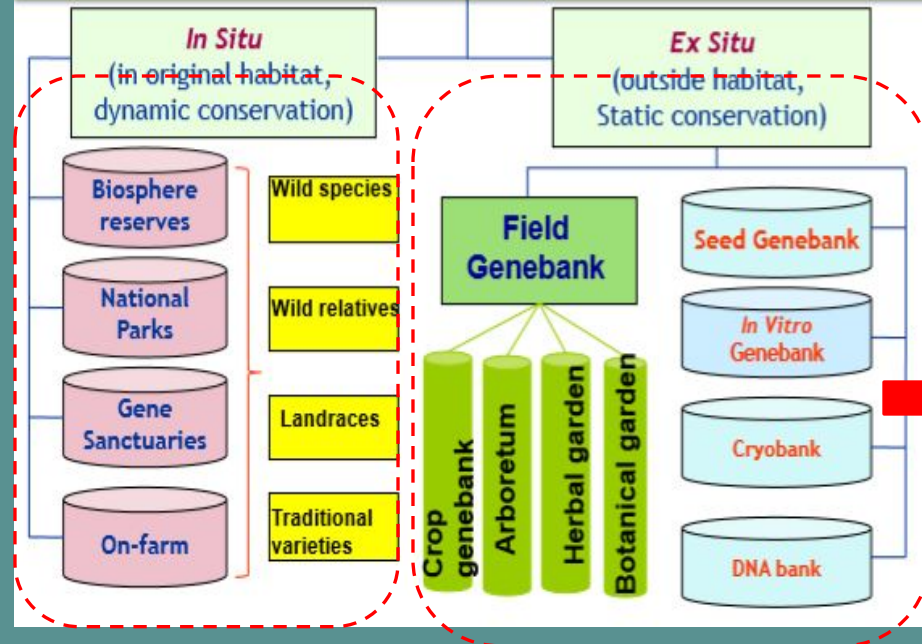 In Situ
(in original habitat,
dynamic conservation)
Ex Situ
(outside habitat,
Static conservation)
Biosphere
reserves
National
Parks
Gene
Sanctuaries
On-farm
Wild species
Wild relatives
Landraces
Traditional
varieties
Field
Genebank
Crop
genebank
Arboretum
Herbal garden
Botanical garden
Seed Genebank
In Vitro
Genebank
Cryobank
DNA bank